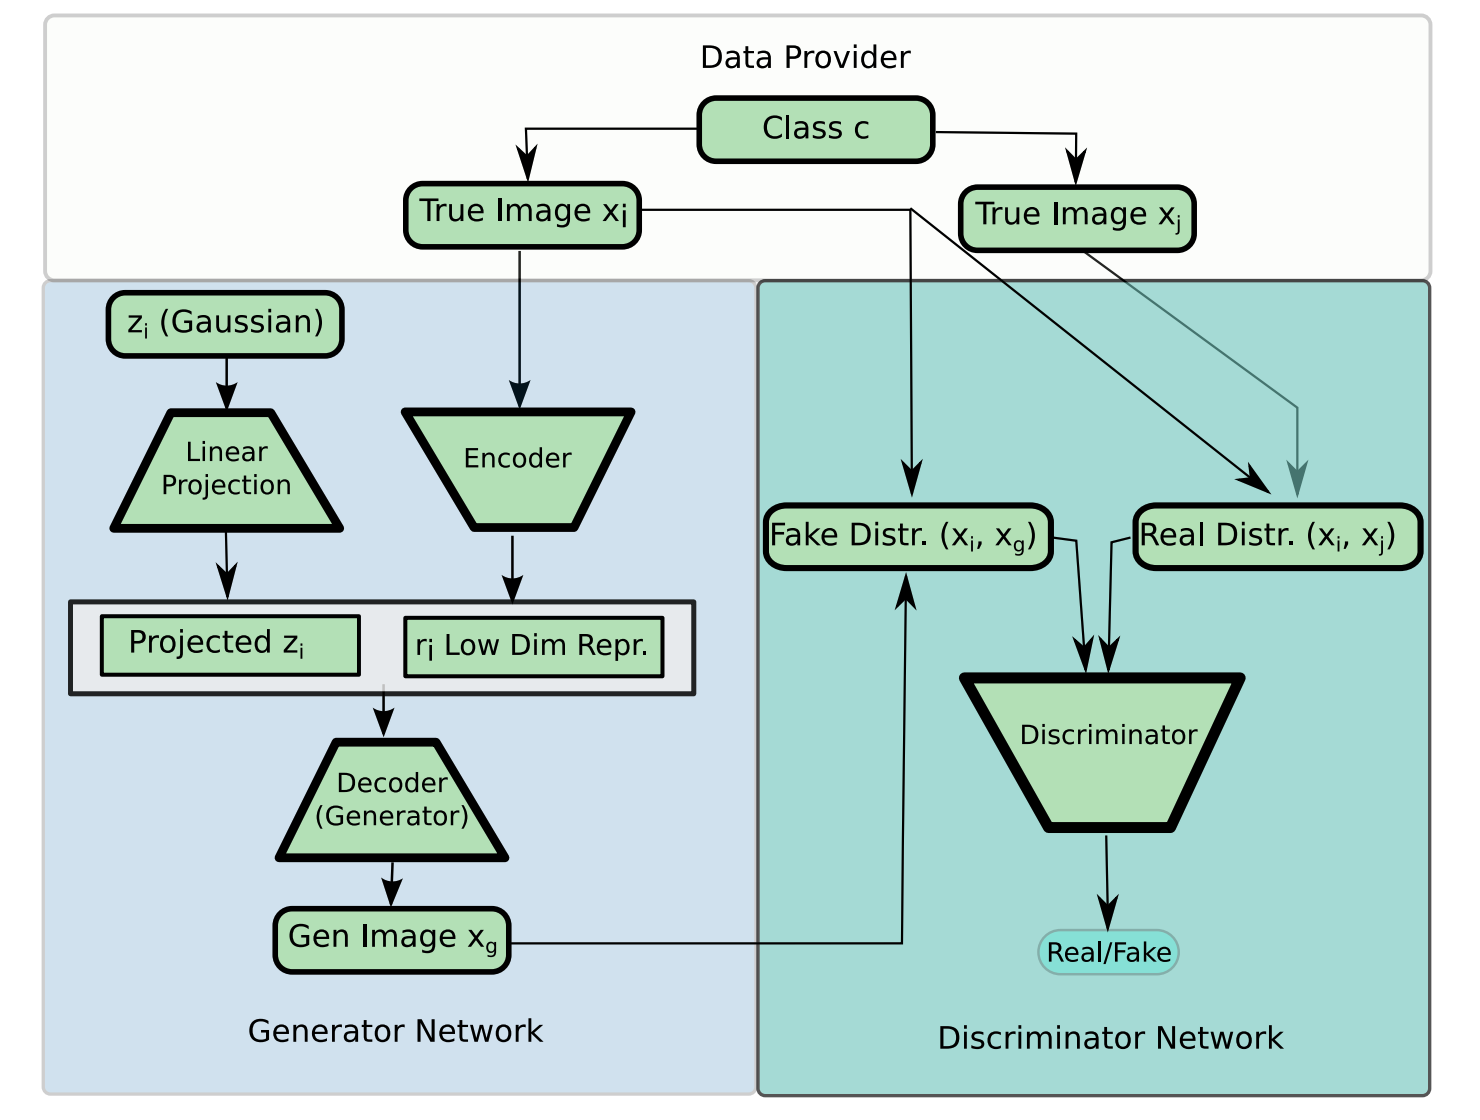 Data Provider
Class c
True Image xi
True Image xj
zi (Gaussian)
Linear
Projection
Encoder
Fake Distr. (xi, xg)
Real Distr. (xi, xj)
Projected zi
ri Low Dim Repr.
Discriminator
Decoder
(Generator)
Gen Image xg
Real/Fake
Generator Network
Discriminator Network